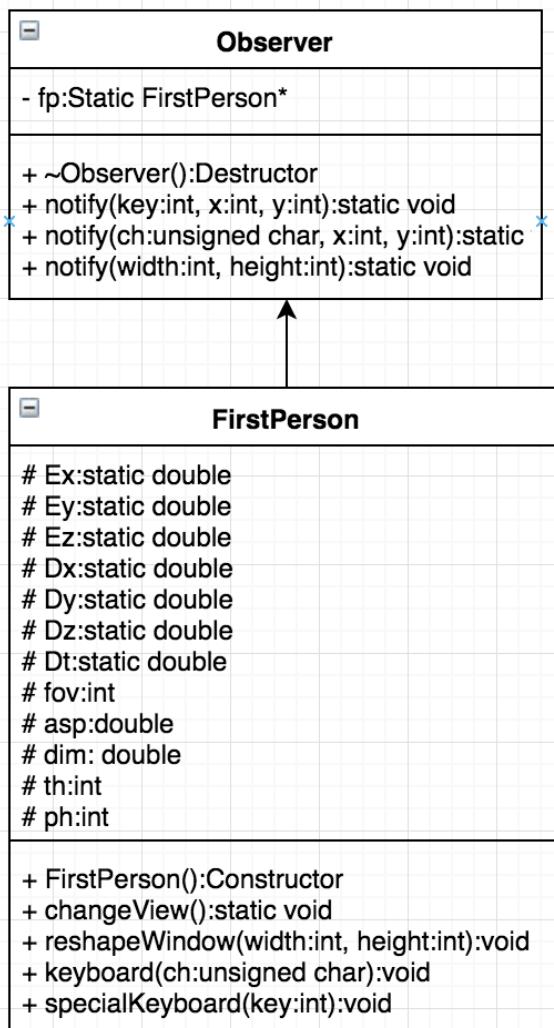 Observer
- fp:Static FirstPerson*
+ ~Observer():Destructor
+ notify(key:int, x:int, y:int):static void
+ notify(ch:unsigned char, x:int, y:int):static
+ notify(width:int, height:int):static void
FirstPerson
# Ex:static double
# Ey:static double
# Ez:static double
# Dx:static double
# Dy:static double
# Dz:static double
# Dt:static double
# fov:int
# asp:double
# dim: double
# th:int
# ph:int
+ FirstPerson():Constructor
+ changeView():static void
+ reshapeWindow(width:int, height:int):void
+ keyboard(ch:unsigned char):void
+ specialKeyboard(key:int):void